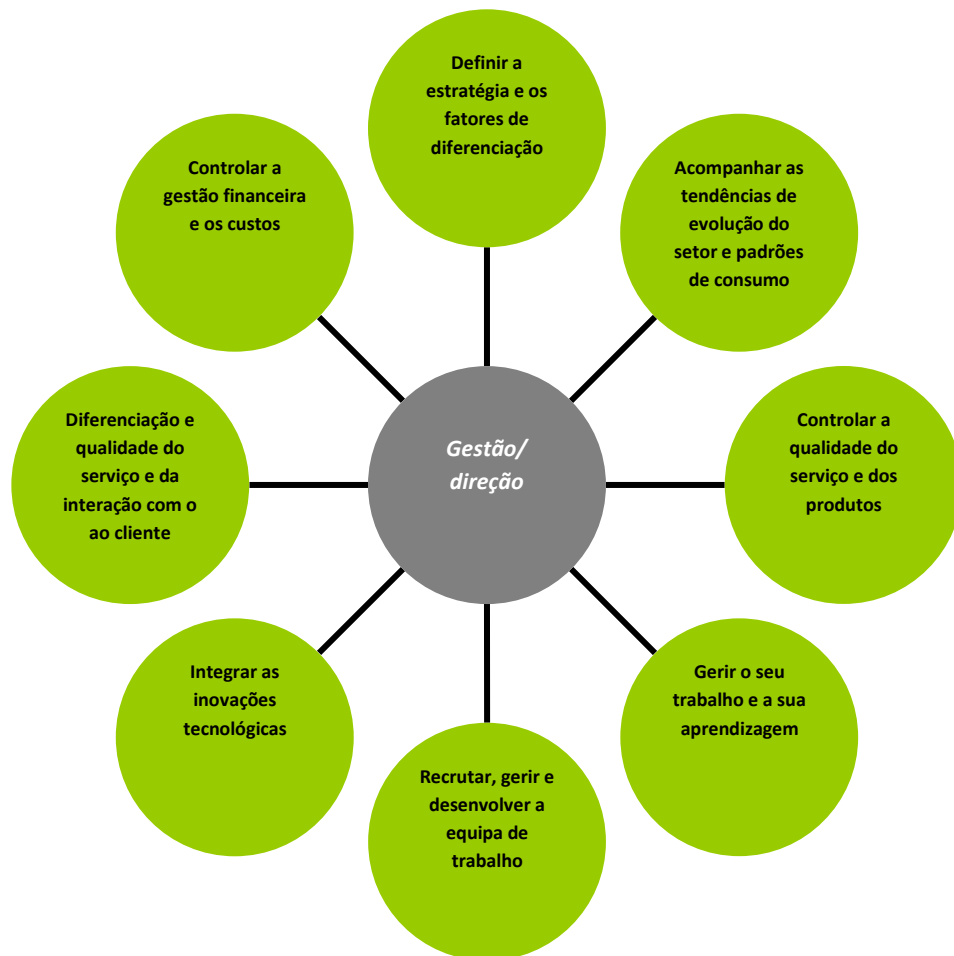 Definir a
estratégia e os
fatores de
diferenciação
Acompanhar as
tendências de
evolução do
setor e padrões
de consumo
Controlar a
qualidade do
serviço e dos
produtos
Gerir o seu
trabalho e a sua
aprendizagem
Recrutar, gerir e
desenvolver a
equipa de
trabalho
Integrar as
inovações
tecnológicas
Diferenciação e
qualidade do
serviço e da
interação com o
ao cliente
Controlar a
gestão financeira
e os custos
Gestão/
direção